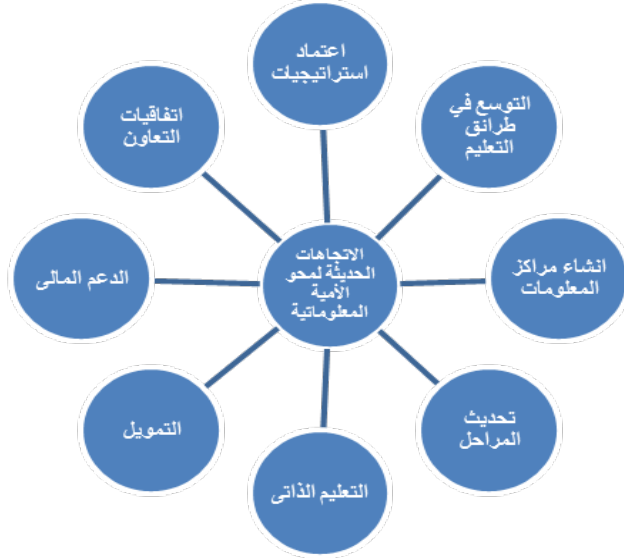 اعتماد
استراتيجيات
التوسع في
طرائق
التعليم
انشاء مراكز
المعلومات
تحديث
المراحل
التعليم الذاتى
التمويل
الدعم المالى
اتفاقيات
التعاون
الاتجاهات
الحديثة لمحو
الأمية
المعلوماتية